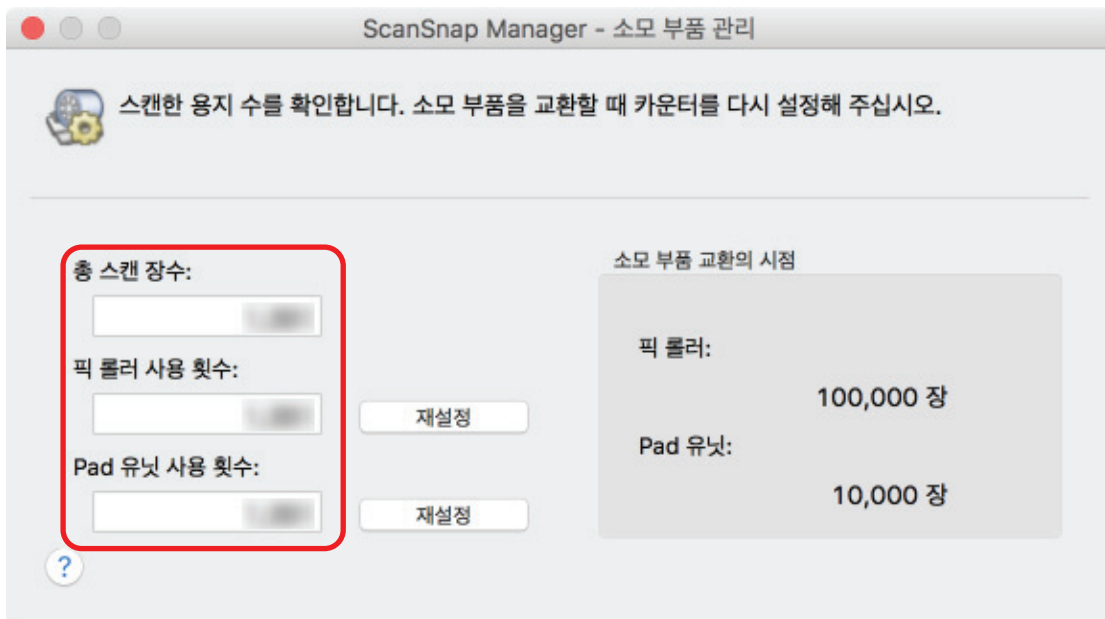 ScanSnap Manager - 소모 부품 관리
스캔한 용지 수를 확인합니다. 소모 부품을 교환할 때 카운터를 다시 설정해 주십시오.
총 스캔 장수:
픽 롤러 사용 횟수:
재설정
Pad 유닛 사용 횟수:
재설정
?
소모 부품 교환의 시점
픽 롤러:
100,000 장
Pad 유닛:
10,000 장